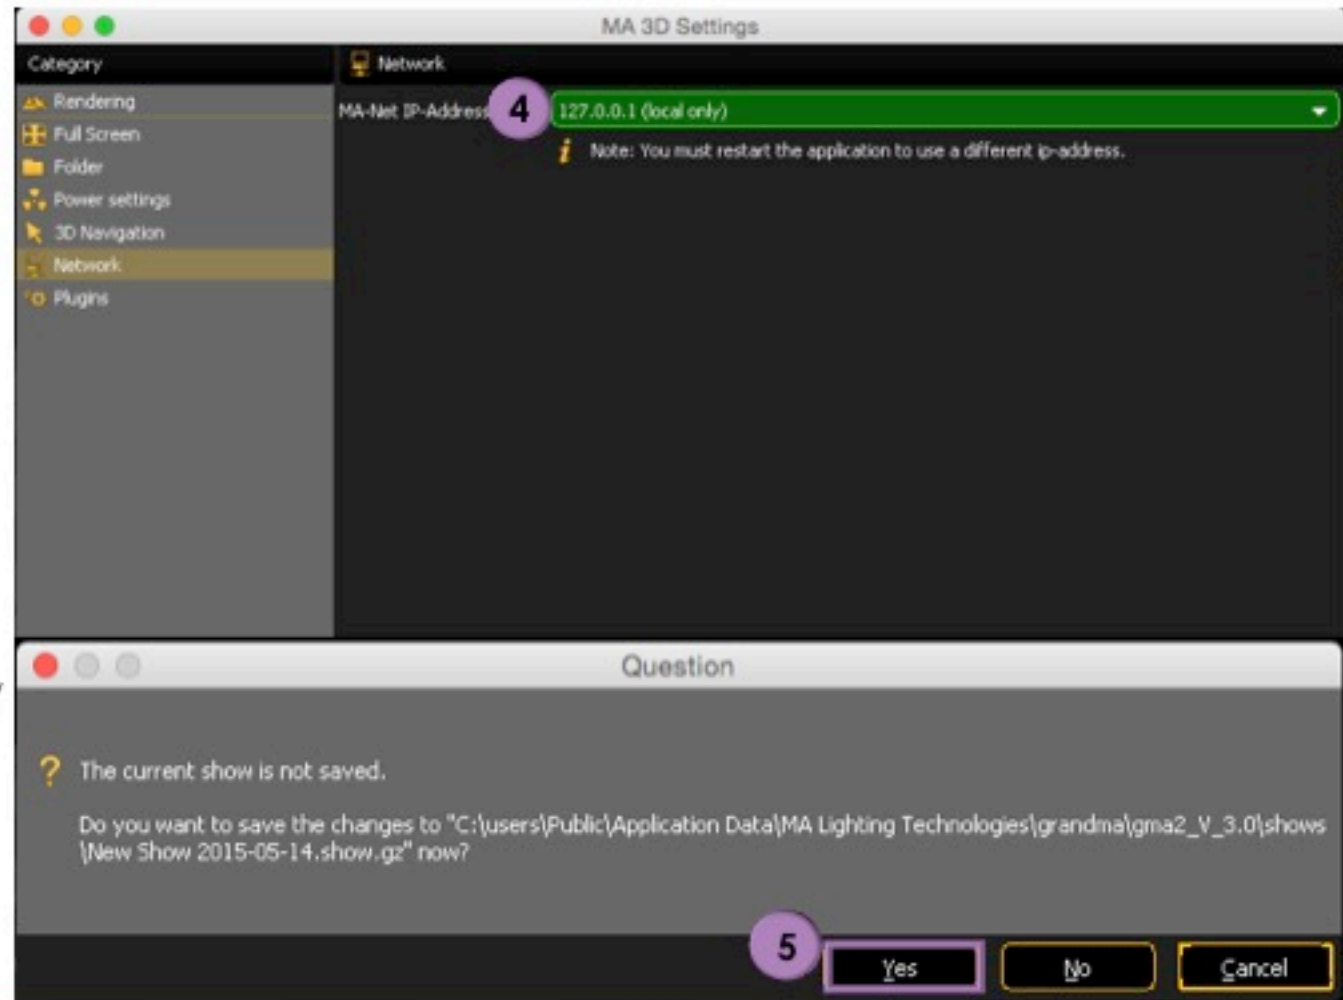 MA 3D Settings
Category
Network
Rendering
MA-Net IP-Address 4 127.0.0.1 (local only)
Full Screen
Note: You must restart the application to use a different ip-address.
Folder
Power settings
3D Navigation
Network
Plugins
Question
? The current show is not saved.
Do you want to save the changes to "C:\users\Public\Application Data\MA Lighting Technologies\grandma\gma2_V_3.0\shows
\New Show 2015-05-14.show.gz" now?
5 Yes No Cancel